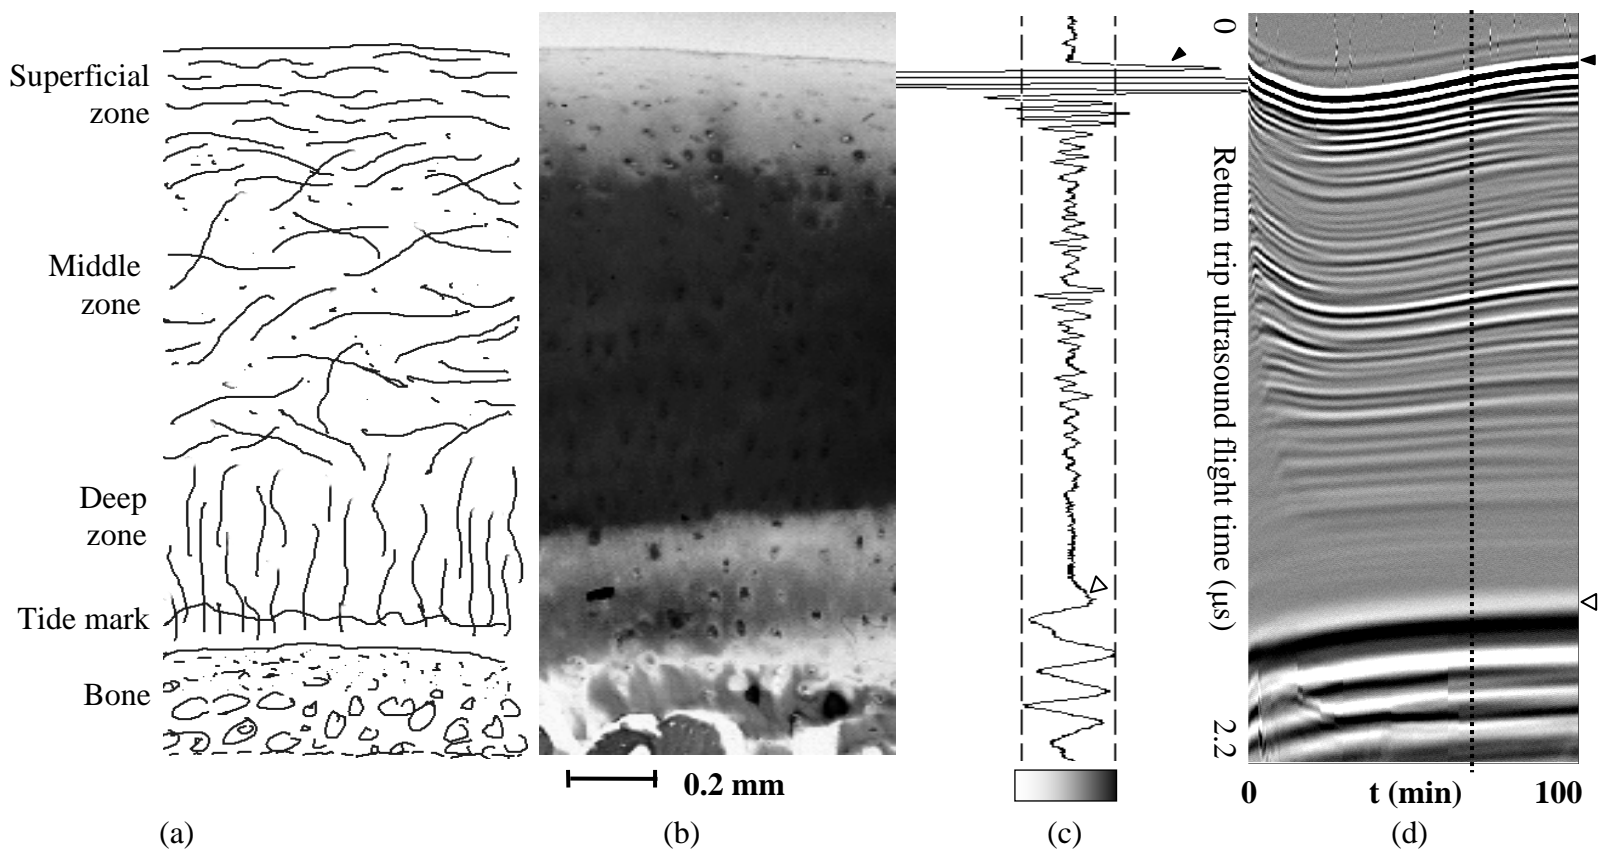 Superficial
zone
Middle
zone
Deep
zone
Tide mark
Bone
0.2 mm
0
Return trip ultrasound flight time (μs)
2.2
0
t (min)
100
(a)
(b)
(c)
(d)